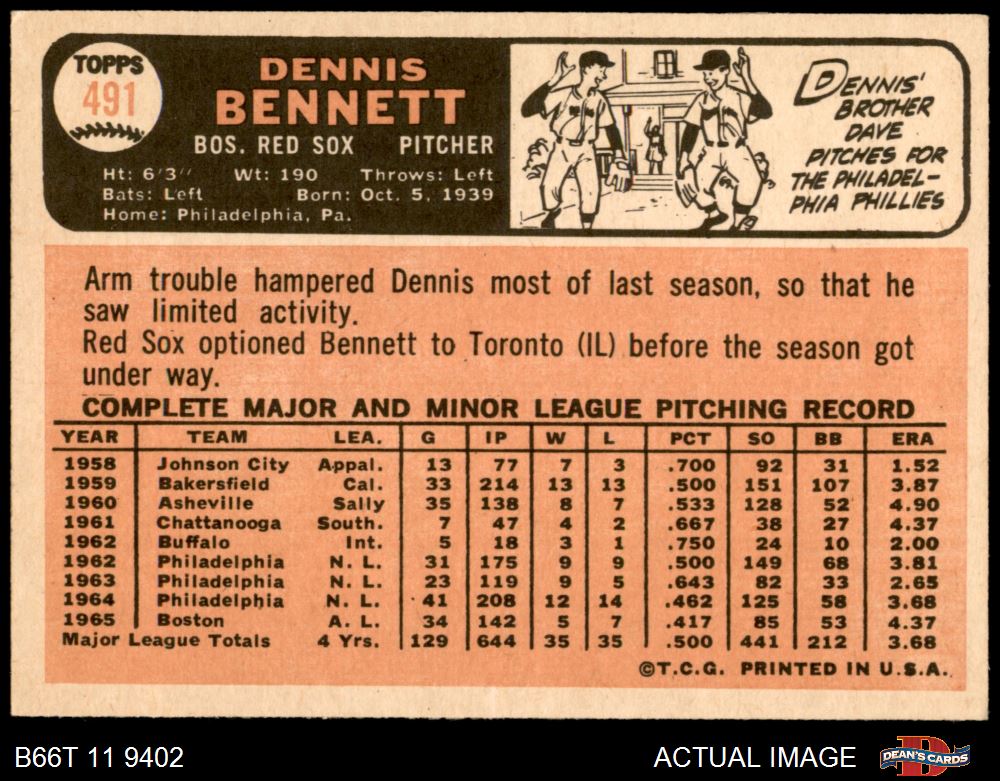 TOPPS
491
DENNIS
BENNETT
BOS. RED SOX PITCHER
Ht: 6'3" Wt: 190 Throws: Left
Bats: Left Born: Oct. 5, 1939
Home: Philadelphia, Pa.
DENNIS'
BROTHER
DAVE
PITCHES FOR
THE PHILADEL-
PHIA PHILLIES
Arm trouble hampered Dennis most of last season, so that he
saw limited activity.
Red Sox optioned Bennett to Toronto (IL) before the season got
under way.
COMPLETE MAJOR AND MINOR LEAGUE PITCHING RECORD
YEAR TEAM LEA. G IP W L PCT SO BB ERA
1958 Johnson City Appal. 13 77 7 3 .700 92 31 1.52
1959 Bakersfield Cal. 33 214 13 13 .500 151 107 3.87
1960 Asheville Sally 35 138 8 7 .533 128 52 4.90
1961 Chattanooga South. 7 47 4 2 .667 38 27 4.37
1962 Buffalo Int. 5 18 3 1 .750 24 10 2.00
1962 Philadelphia N. L. 31 175 9 9 .500 149 68 3.81
1963 Philadelphia N. L. 23 119 9 5 .643 82 33 2.65
1964 Philadelphia N. L. 41 208 12 14 .462 125 58 3.68
1965 Boston A. L. 34 142 5 7 .417 85 53 4.37
Major League Totals 4 Yrs. 129 644 35 35 .500 441 212 3.68
©T.C.G. PRINTED IN U.S.A.
B66T 11 9402 ACTUAL IMAGE DEAN'S CARDS